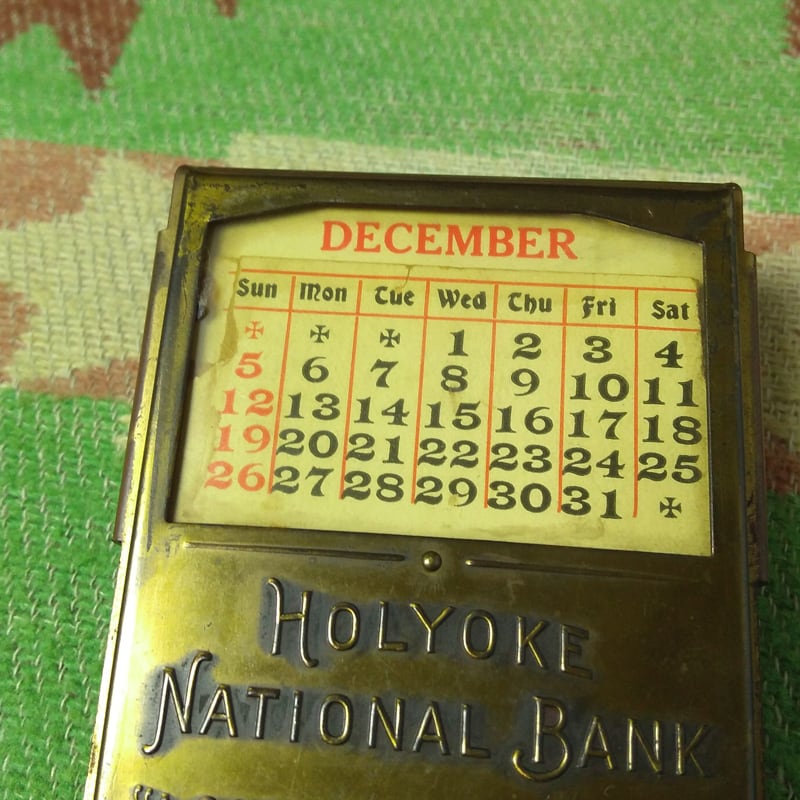 DECEMBER
Sun Mon Tue Wed Thu Fri Sat
✠ ✠ ✠ 1 2 3 4
5 6 7 8 9 10 11
12 13 14 15 16 17 18
19 20 21 22 23 24 25
26 27 28 29 30 31 ✠
HOLYOKE
NATIONAL BANK